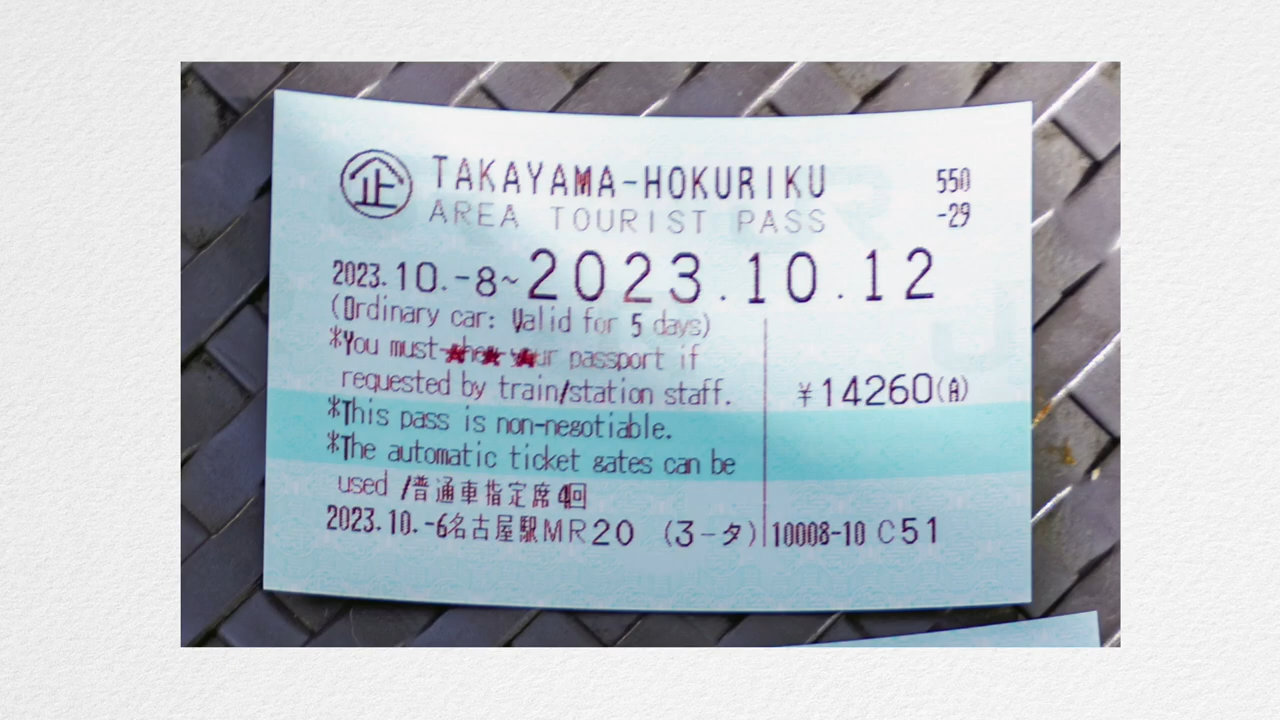 企 TAKAYAMA-HOKURIKU 550
AREA TOURIST PASS -29
2023.10.-8~2023.10.12
(Ordinary car: Valid for 5 days)
*You must passport if
requested by train/station staff. ¥14260(A)
*This pass is non-negotiable.
*The automatic ticket gates can be
used /普通車指定席4回
2023.10.-6名古屋駅MR20 (3-タ) 10008-10 C51